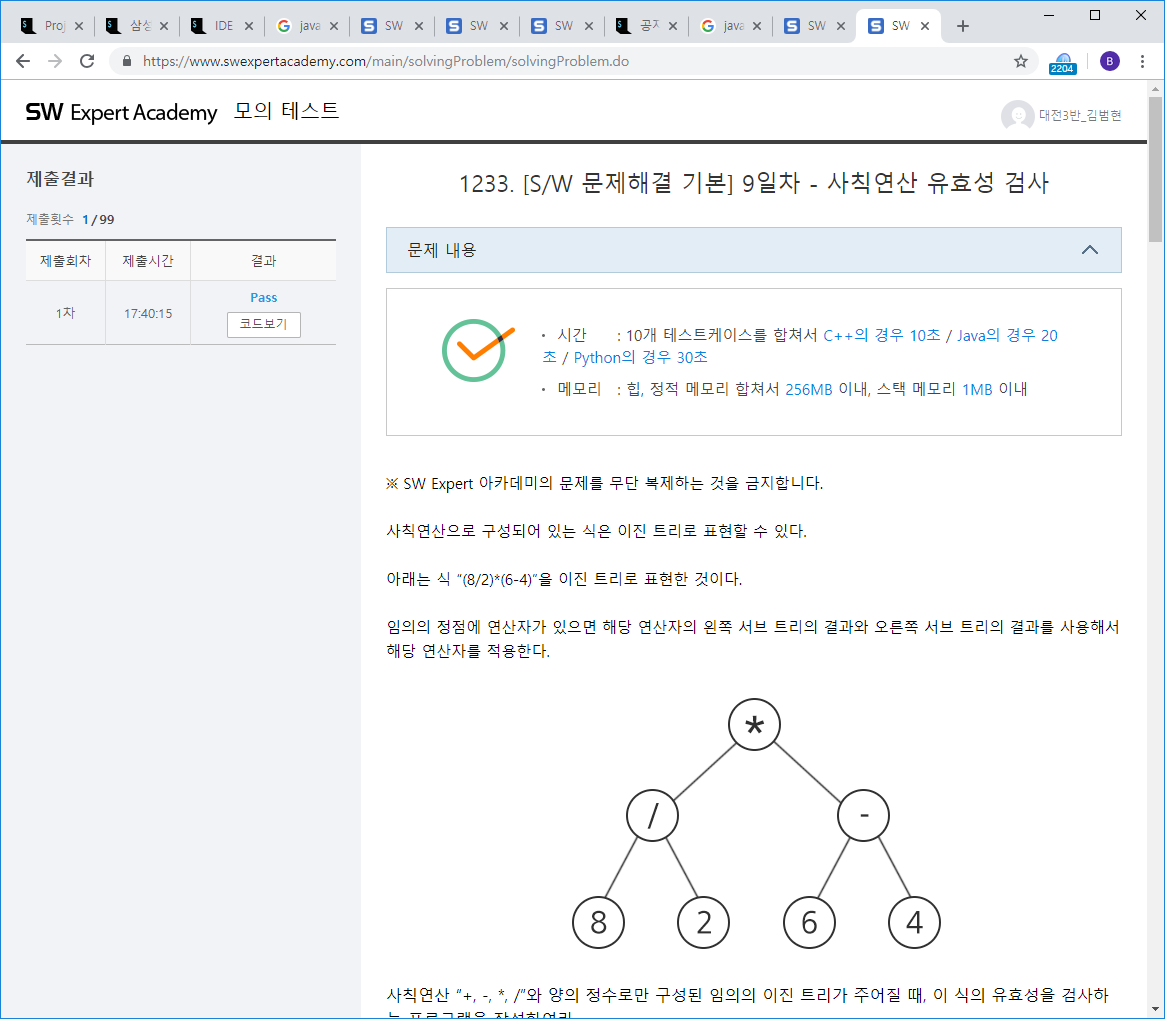 Proj
삼성
IDE
java
SW
SW
SW
공지
java
SW
SW
https://www.swexpertacademy.com/main/solvingProblem/solvingProblem.do
2204
B
SW Expert Academy 모의 테스트
대전3반_김범현
제출결과
제출횟수 1 / 99
제출회차 제출시간 결과
1차 17:40:15 Pass
코드보기
1233. [S/W 문제해결 기본] 9일차 - 사칙연산 유효성 검사
문제 내용
· 시간 : 10개 테스트케이스를 합쳐서 C++의 경우 10초 / Java의 경우 20
초 / Python의 경우 30초
· 메모리 : 힙, 정적 메모리 합쳐서 256MB 이내, 스택 메모리 1MB 이내
※ SW Expert 아카데미의 문제를 무단 복제하는 것을 금지합니다.
사칙연산으로 구성되어 있는 식은 이진 트리로 표현할 수 있다.
아래는 식 “(8/2)*(6-4)”을 이진 트리로 표현한 것이다.
임의의 정점에 연산자가 있으면 해당 연산자의 왼쪽 서브 트리의 결과와 오른쪽 서브 트리의 결과를 사용해서
해당 연산자를 적용한다.
*
/ -
8 2 6 4
사칙연산 “+, -, *, /”와 양의 정수로만 구성된 임의의 이진 트리가 주어질 때, 이 식의 유효성을 검사하
는 프로그램을 작성하여라